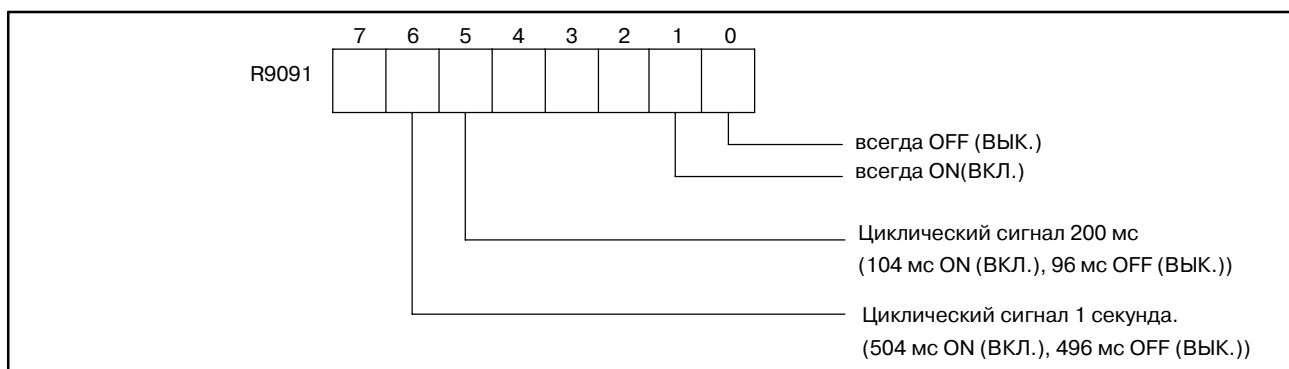 7 6 5 4 3 2 1 0
R9091
всегда OFF (ВЫК.)
всегда ON(ВКЛ.)
Циклический сигнал 200 мс
(104 мс ON (ВКЛ.), 96 мс OFF (ВЫК.))
Циклический сигнал 1 секунда.
(504 мс ON (ВКЛ.), 496 мс OFF (ВЫК.))